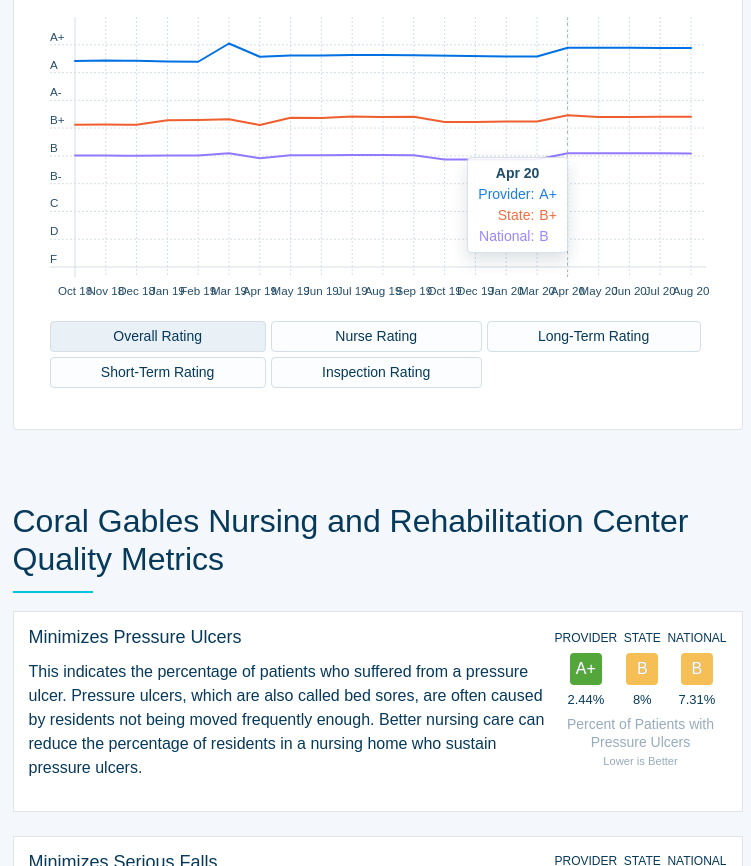 A+
A
A-
B+
B
B-
C
D
F
Apr 20
Provider: A+
State: B+
National: B
Oct 18 Nov 18 Dec 18 Jan 19 Feb 19 Mar 19 Apr 19 May 19 Jun 19 Jul 19 Aug 19 Sep 19 Oct 19 Dec 19 Jan 20 Mar 20 Apr 20 May 20 Jun 20 Jul 20 Aug 20
Overall Rating Nurse Rating Long-Term Rating
Short-Term Rating Inspection Rating
Coral Gables Nursing and Rehabilitation Center
Quality Metrics
Minimizes Pressure Ulcers
This indicates the percentage of patients who suffered from a pressure
ulcer. Pressure ulcers, which are also called bed sores, are often caused
by residents not being moved frequently enough. Better nursing care can
reduce the percentage of residents in a nursing home who sustain
pressure ulcers.
PROVIDER STATE NATIONAL
A+ B B
2.44% 8% 7.31%
Percent of Patients with
Pressure Ulcers
Lower is Better
Minimizes Serious Falls
PROVIDER STATE NATIONAL